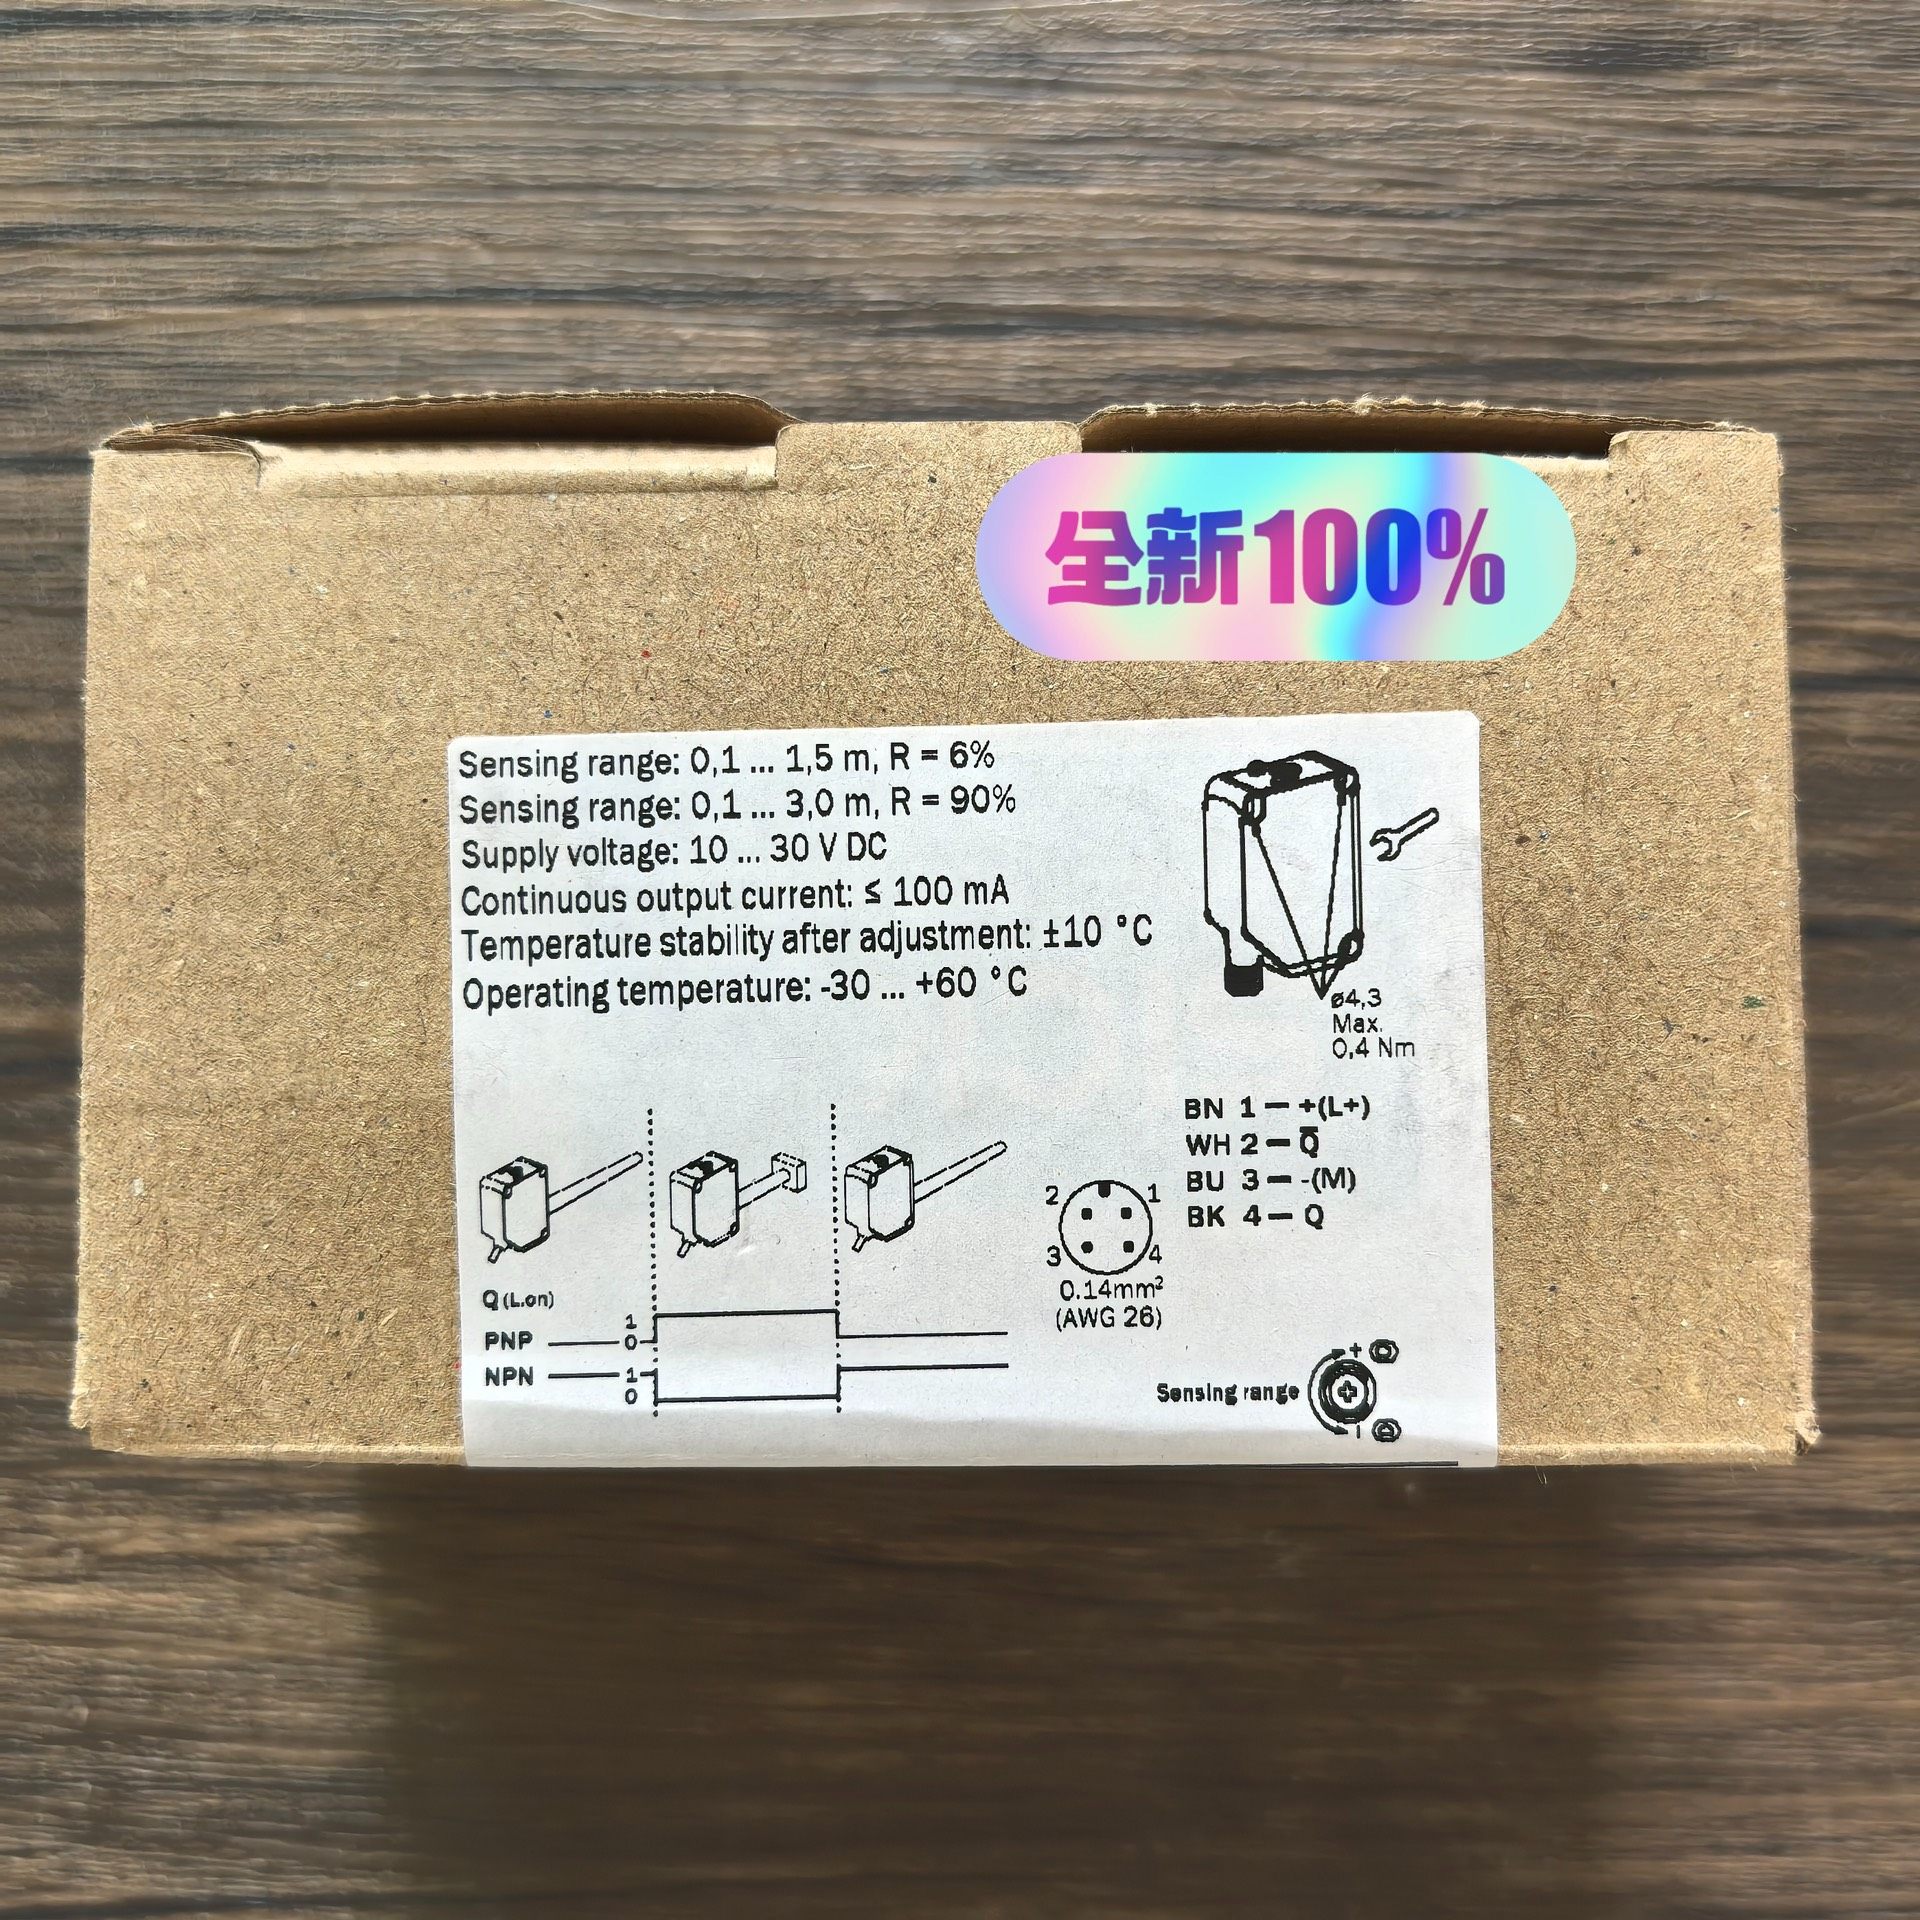 全新100%
Sensing range: 0,1 ... 1,5 m, R = 6%
Sensing range: 0,1 ... 3,0 m, R = 90%
Supply voltage: 10 ... 30 V DC
Continuous output current: ≤ 100 mA
Temperature stability after adjustment: ±10 °C
Operating temperature: -30 ... +60 °C
ø4,3
Max.
0,4 Nm
BN 1 — +(L+)
WH 2 — Q̅
BU 3 — -(M)
BK 4 — Q
2 1
3 4
0.14mm²
(AWG 26)
Q (L.on)
1
PNP 0
NPN 1
0
+
Sensing range
−